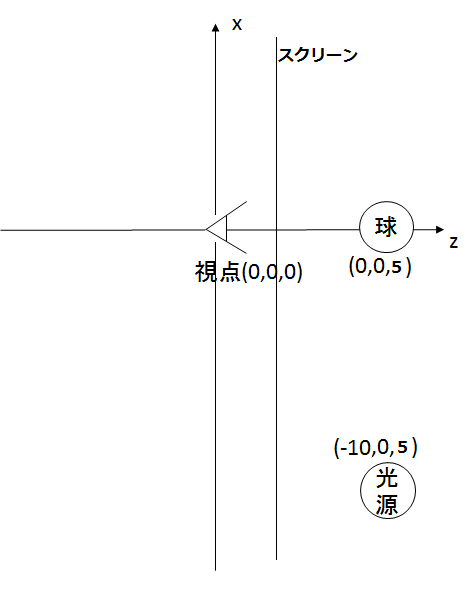 x
スクリーン
球
z
(0,0,5)
視点(0,0,0)
(-10,0,5)
光
源